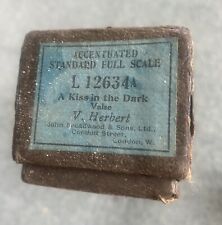 ACCENTUATED
STANDARD FULL SCALE
L 12634A
A Kiss in the Dark
Valse
V. Herbert
John Broadwood & Sons, Ltd.,
Conduit Street,
London, W.